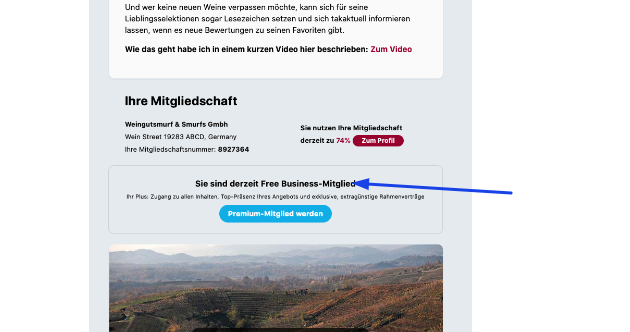 Und wer keine neuen Weine verpassen möchte, kann sich für seine
Lieblingsselektionen sogar Lesezeichen setzen und sich takaktuell informieren
lassen, wenn es neue Bewertungen zu seinen Favoriten gibt.
Wie das geht habe ich in einem kurzen Video hier beschrieben: Zum Video
Ihre Mitgliedschaft
Weingutsmurf & Smurfs Gmbh
Wein Street 19283 ABCD, Germany
Ihre Mitgliedschaftsnummer: 8927364
Sie nutzen Ihre Mitgliedschaft
derzeit zu 74% Zum Profil
Sie sind derzeit Free Business-Mitglied
Ihr Plus: Zugang zu allen Inhalten, Top-Präsenz Ihres Angebots und exklusive, extragünstige Rahmenverträge
Premium-Mitglied werden